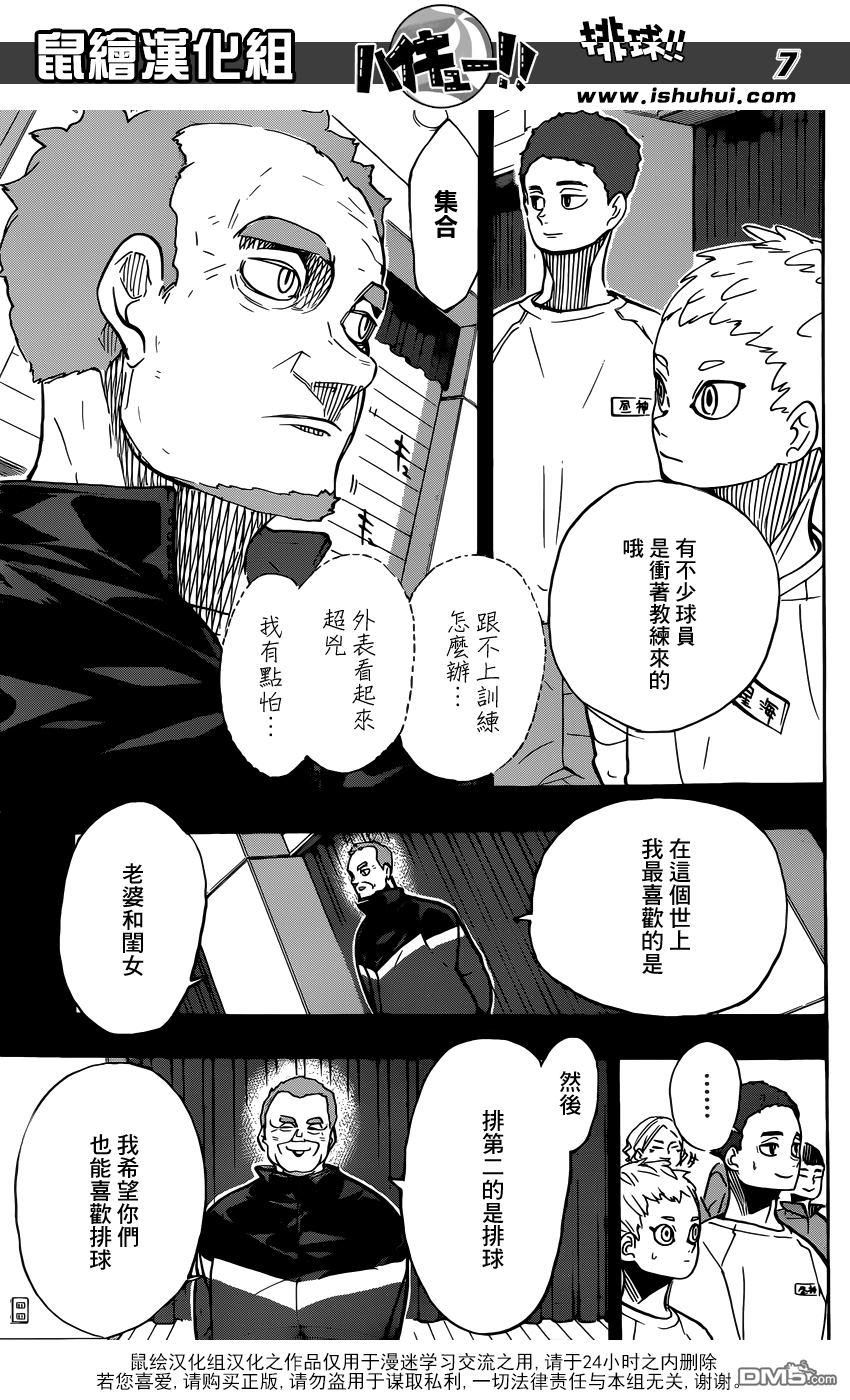 鼠繪漢化組
ハイキュー!!
排球!!
7
www.ishuhui.com
集合
昼神
有不少球員
是衝著教練來的
哦
星海
跟不上訓練
怎麼辦…
外表看起來
超兇
我有點怕…
在這個世上
我最喜歡的是
老婆和閨女
……
然後
排第二的是排球
我希望你們
也能喜歡排球
鼠绘汉化组汉化之作品仅用于漫迷学习交流之用, 请于24小时之内删除
若您喜爱, 请购买正版, 请勿盗用于谋取私利, 一切法律责任与本组无关, 谢谢。
DM5.com